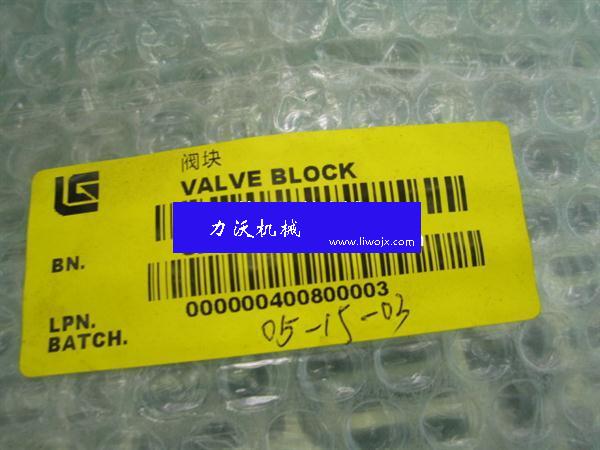 阀块
VALVE BLOCK
力沃机械
www.liwojx.com
BN.
000000400800003
LPN.
BATCH.
05-15-03